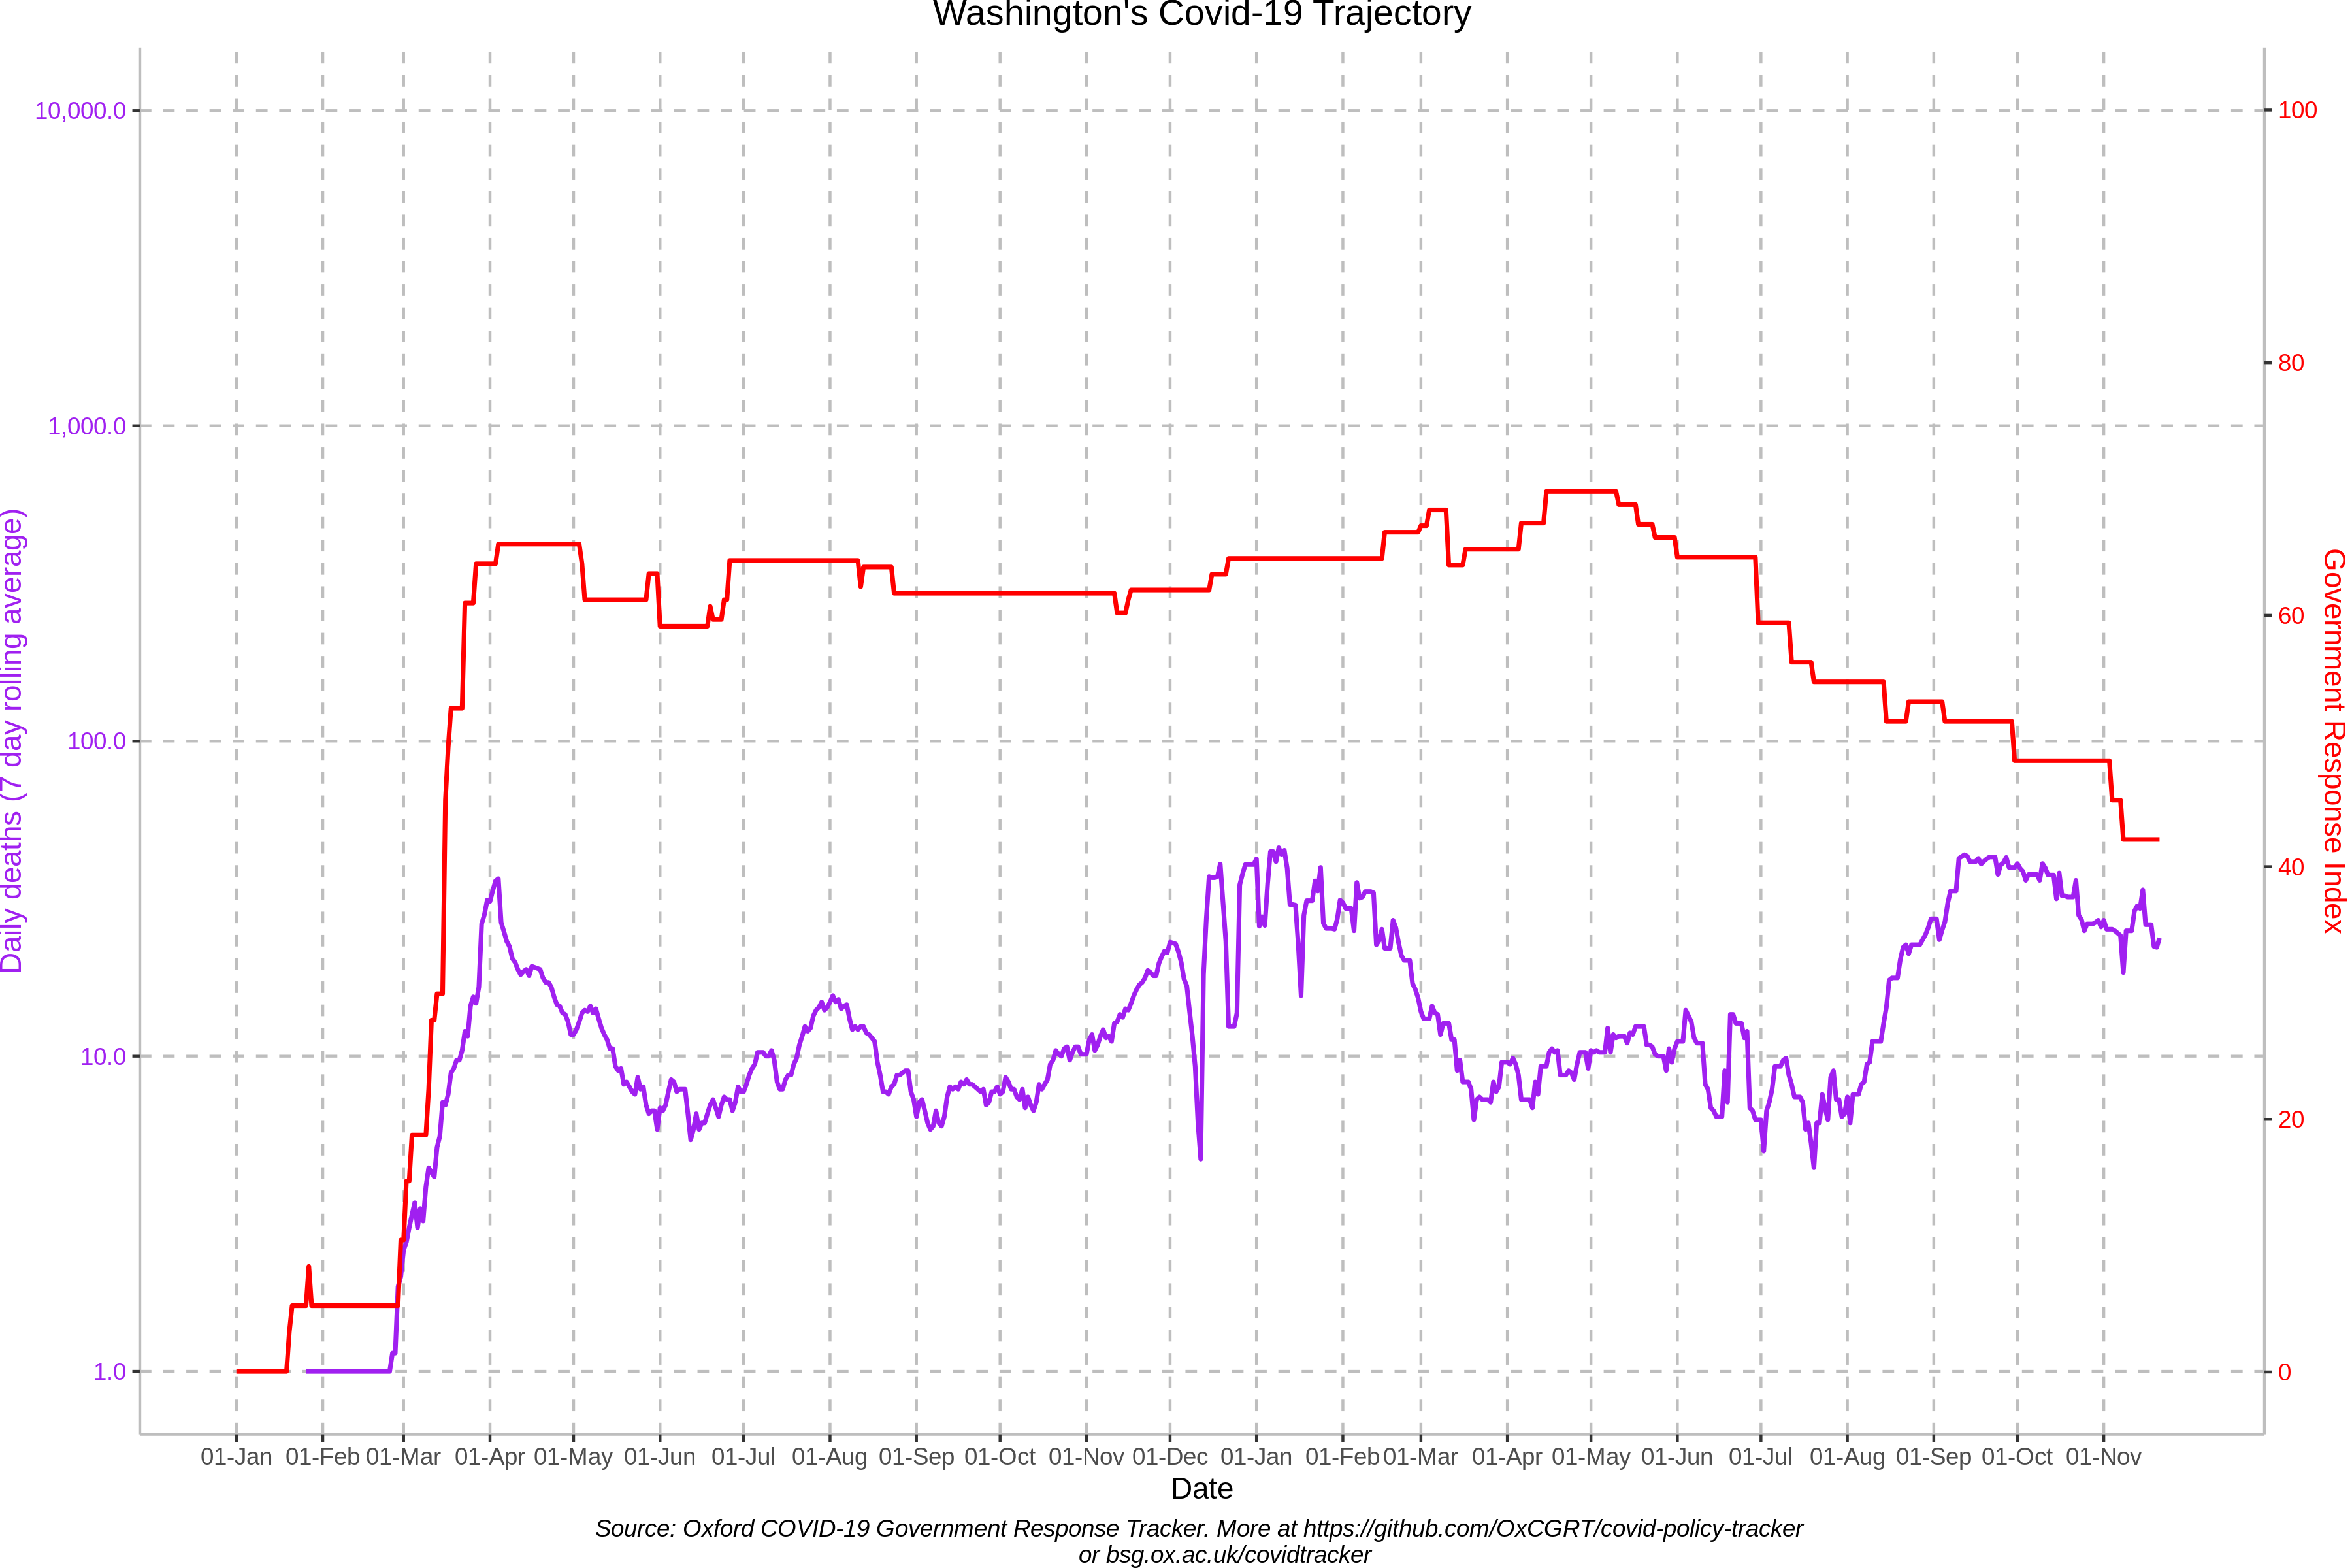 Washington's Covid-19 Trajectory
10,000.0
1,000.0
100.0
10.0
1.0
Daily deaths (7 day rolling average)
100
80
60
40
20
0
Government Response Index
01-Jan 01-Feb 01-Mar 01-Apr 01-May 01-Jun 01-Jul 01-Aug 01-Sep 01-Oct 01-Nov 01-Dec 01-Jan 01-Feb 01-Mar 01-Apr 01-May 01-Jun 01-Jul 01-Aug 01-Sep 01-Oct 01-Nov
Date
Source: Oxford COVID-19 Government Response Tracker. More at https://github.com/OxCGRT/covid-policy-tracker
or bsg.ox.ac.uk/covidtracker